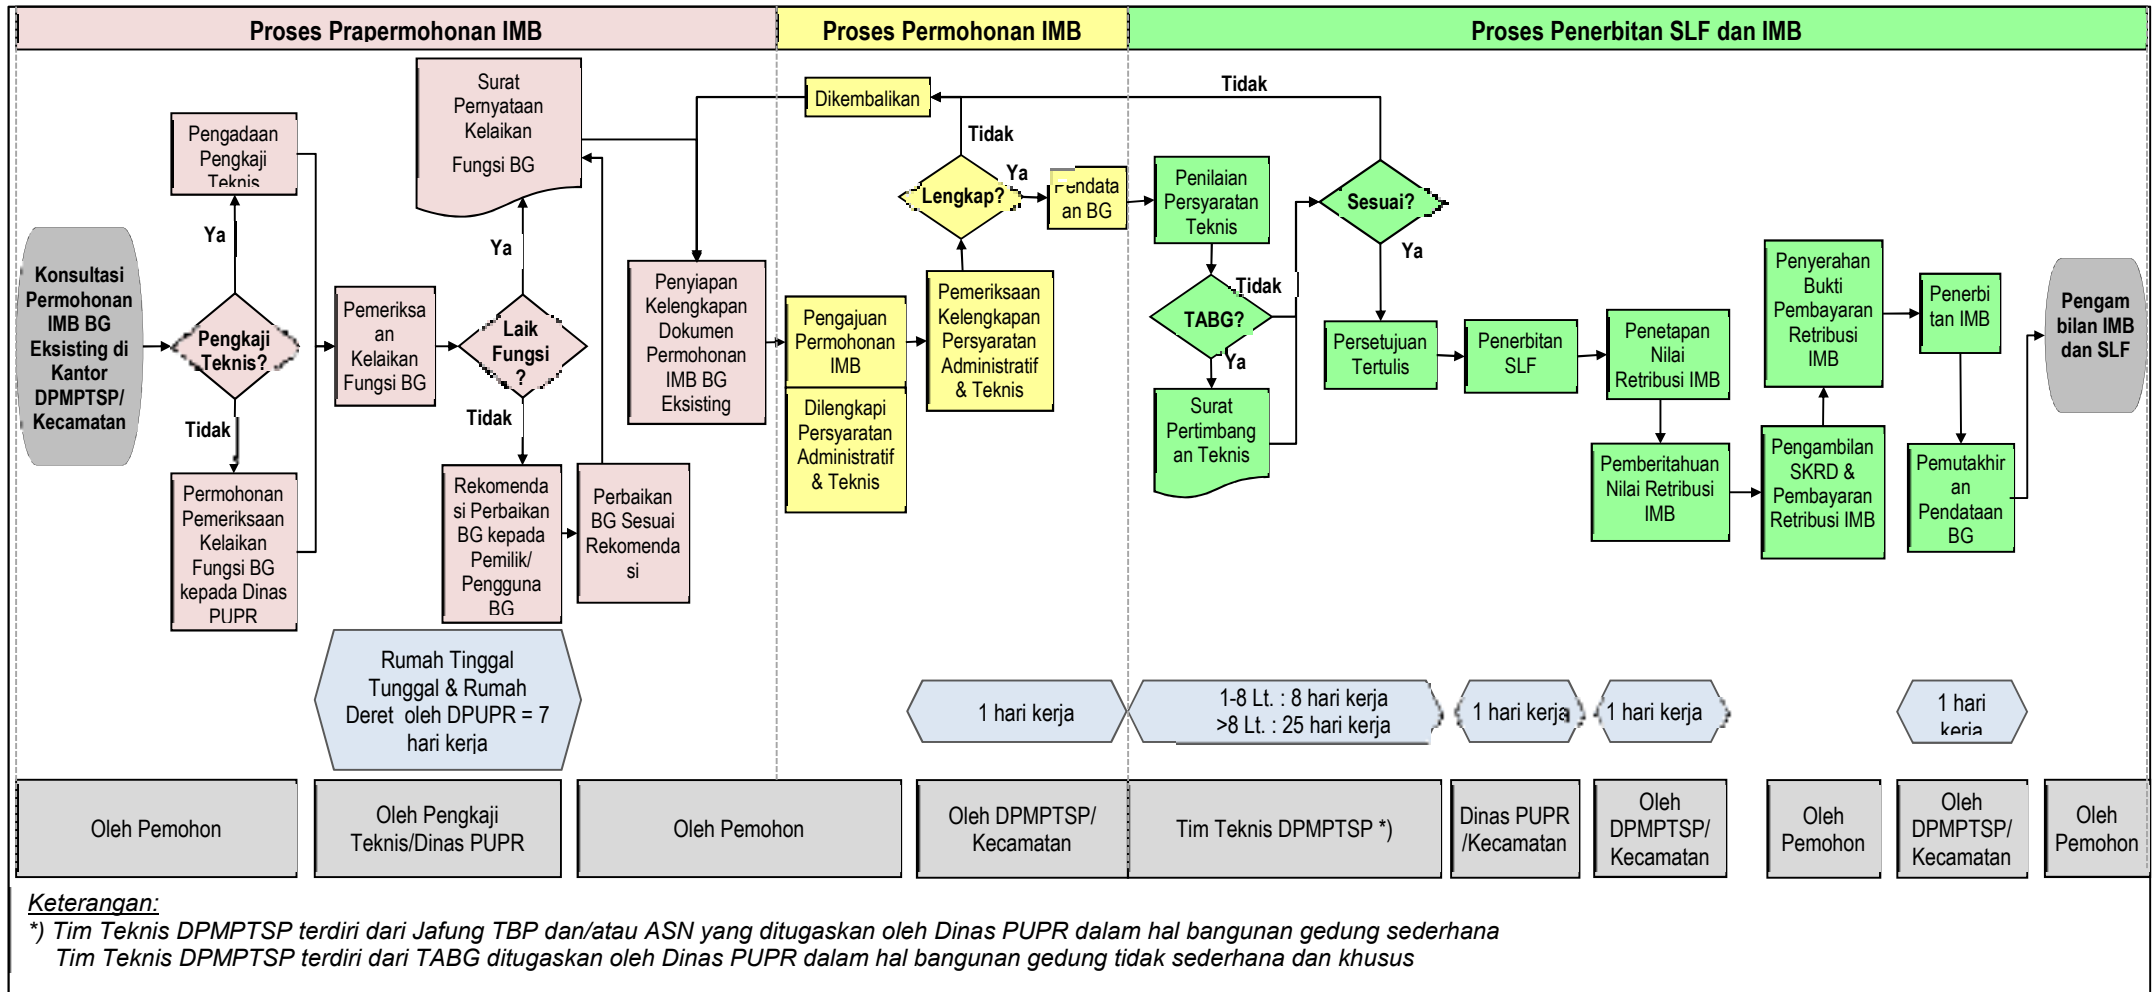 Proses Prapermohonan IMB
Proses Permohonan IMB
Proses Penerbitan SLF dan IMB
Konsultasi
Permohonan
IMB BG
Eksisting di
Kantor
DPMPTSP/
Kecamatan
Pengadaan
Pengkaji
Teknis
Ya
Pengkaji
Teknis?
Tidak
Permohonan
Pemeriksaan
Kelaikan
Fungsi BG
kepada Dinas
PUPR
Pemeriksa
an
Kelaikan
Fungsi BG
Surat
Pernyataan
Kelaikan
Fungsi BG
Ya
Laik
Fungsi
?
Tidak
Rekomenda
si Perbaikan
BG kepada
Pemilik/
Pengguna
BG
Perbaikan
BG Sesuai
Rekomenda
si
Penyiapan
Kelengkapan
Dokumen
Permohonan
IMB BG
Eksisting
Dikembalikan
Pengajuan
Permohonan
IMB
Dilengkapi
Persyaratan
Administratif
& Teknis
Tidak
Lengkap?
Ya
Pemeriksaan
Kelengkapan
Persyaratan
Administratif
& Teknis
Pendata
an BG
Penilaian
Persyaratan
Teknis
Tidak
TABG?
Ya
Surat
Pertimbang
an Teknis
Tidak
Sesuai?
Ya
Persetujuan
Tertulis
Penerbitan
SLF
Penetapan
Nilai
Retribusi IMB
Pemberitahuan
Nilai Retribusi
IMB
Penyerahan
Bukti
Pembayaran
Retribusi
IMB
Pengambilan
SKRD &
Pembayaran
Retribusi IMB
Penerbi
tan IMB
Pemutakhir
an
Pendataan
BG
Pengam
bilan IMB
dan SLF
Rumah Tinggal
Tunggal & Rumah
Deret oleh DPUPR = 7
hari kerja
1 hari kerja
1-8 Lt. : 8 hari kerja
>8 Lt. : 25 hari kerja
1 hari kerja
1 hari kerja
1 hari
kerja
Oleh Pemohon
Oleh Pengkaji
Teknis/Dinas PUPR
Oleh Pemohon
Oleh DPMPTSP/
Kecamatan
Tim Teknis DPMPTSP *)
Dinas PUPR
/Kecamatan
Oleh
DPMPTSP/
Kecamatan
Oleh
Pemohon
Oleh
DPMPTSP/
Kecamatan
Oleh
Pemohon
Keterangan:
*) Tim Teknis DPMPTSP terdiri dari Jafung TBP dan/atau ASN yang ditugaskan oleh Dinas PUPR dalam hal bangunan gedung sederhana
Tim Teknis DPMPTSP terdiri dari TABG ditugaskan oleh Dinas PUPR dalam hal bangunan gedung tidak sederhana dan khusus